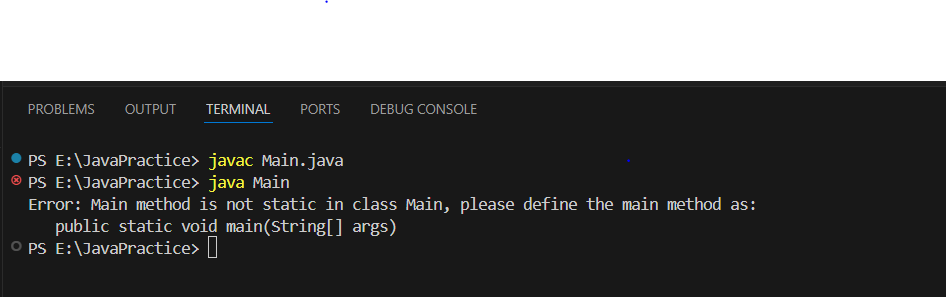 PROBLEMS OUTPUT TERMINAL PORTS DEBUG CONSOLE
PS E:\JavaPractice> javac Main.java
PS E:\JavaPractice> java Main
Error: Main method is not static in class Main, please define the main method as:
   public static void main(String[] args)
PS E:\JavaPractice>